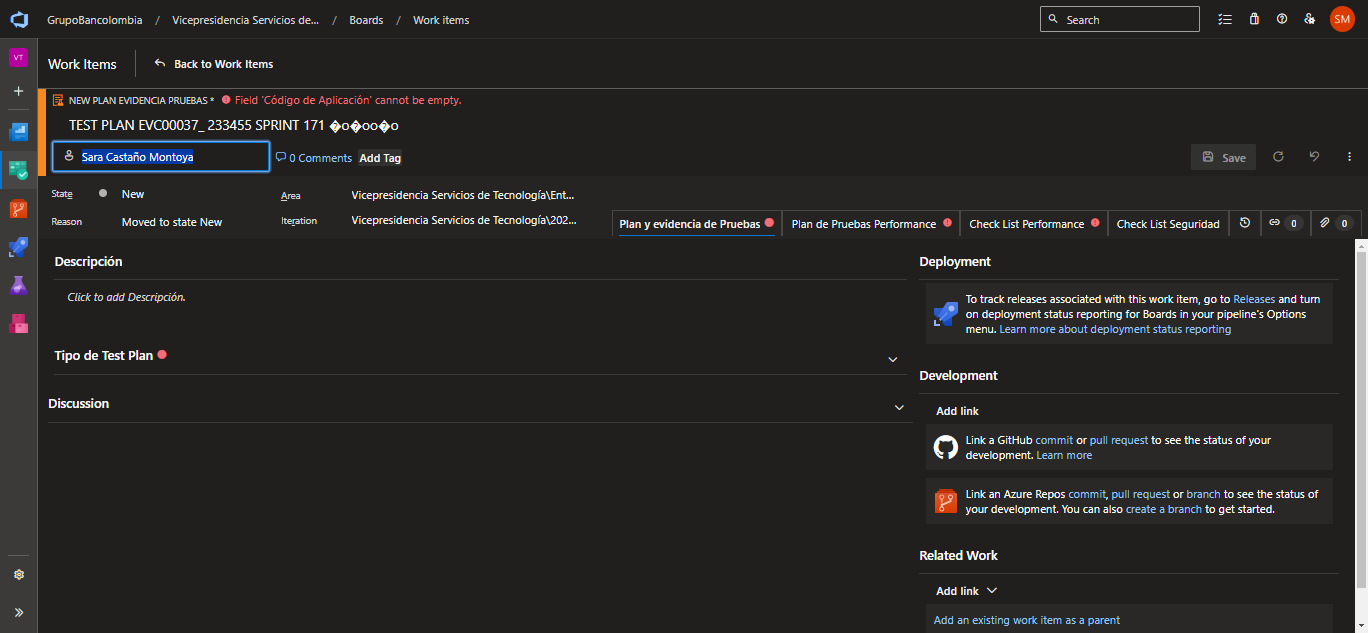 GrupoBancolombia / Vicepresidencia Servicios de... / Boards / Work items
Search
SM
VT
Work Items
Back to Work Items
NEW PLAN EVIDENCIA PRUEBAS * Field 'Código de Aplicación' cannot be empty.
TEST PLAN EVC00037_ 233455 SPRINT 171 �o�oo�o
Sara Castaño Montoya
0 Comments
Add Tag
Save
State
New
Area
Vicepresidencia Servicios de Tecnología\Ent...
Reason
Moved to state New
Iteration
Vicepresidencia Servicios de Tecnología\202...
Plan y evidencia de Pruebas
Plan de Pruebas Performance
Check List Performance
Check List Seguridad
0
0
Descripción
Click to add Descripción.
Tipo de Test Plan
Discussion
Deployment
To track releases associated with this work item, go to Releases and turn
on deployment status reporting for Boards in your pipeline's Options
menu. Learn more about deployment status reporting
Development
Add link
Link a GitHub commit or pull request to see the status of your
development. Learn more
Link an Azure Repos commit, pull request or branch to see the status of
your development. You can also create a branch to get started.
Related Work
Add link
Add an existing work item as a parent